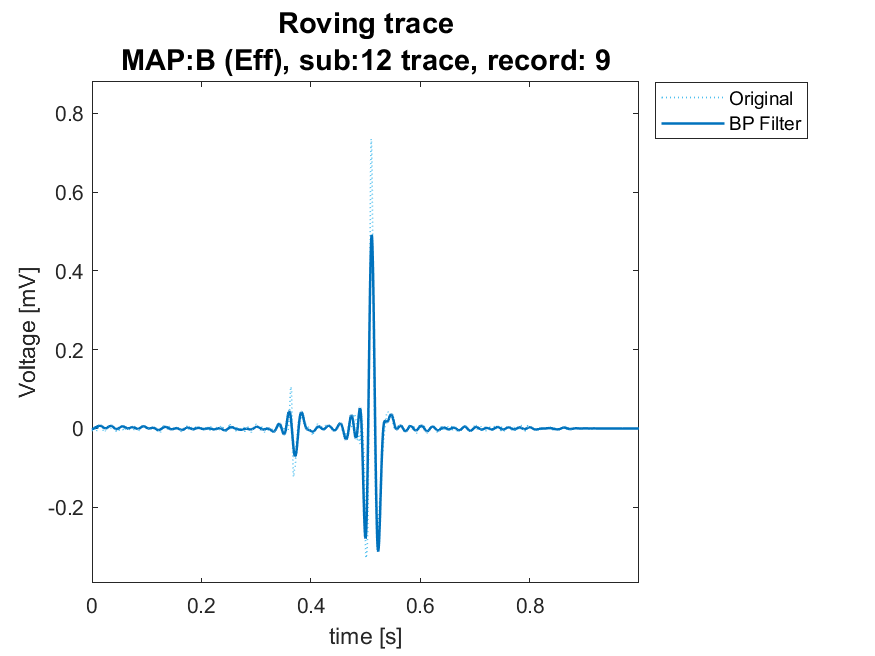 Roving trace
MAP:B (Eff), sub:12 trace, record: 9
Original
BP Filter
0.8
0.6
0.4
0.2
0
-0.2
Voltage [mV]
0
0.2
0.4
0.6
0.8
time [s]